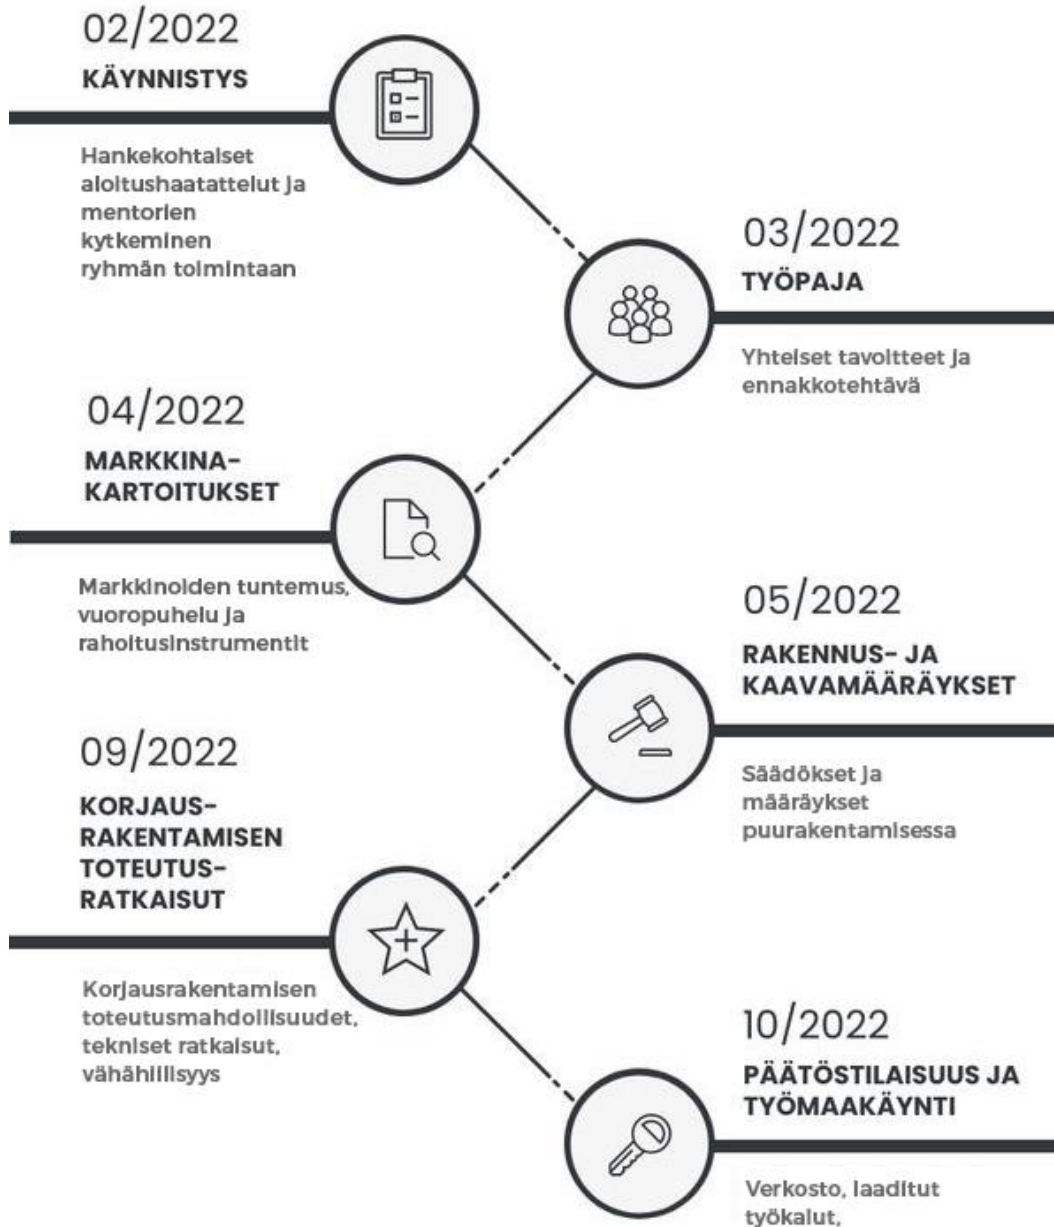 02/2022
KÄYNNISTYS
Hankekohtaiset
aloitushaatattelut ja
mentorien
kytkeminen
ryhmän toimintaan
03/2022
TYÖPAJA
Yhteiset tavoitteet ja
ennakkotehtävä
04/2022
MARKKINA-
KARTOITUKSET
Markkinoiden tuntemus,
vuoropuhelu ja
rahoitusinstrumentit
05/2022
RAKENNUS- JA
KAAVAMÄÄRÄYKSET
Säädökset ja
määräykset
puurakentamisessa
09/2022
KORJAUS-
RAKENTAMISEN
TOTEUTUS-
RATKAISUT
Korjausrakentamisen
toteutusmahdollisuudet,
tekniset ratkaisut,
vähähiilisyys
10/2022
PÄÄTÖSTILAISUUS JA
TYÖMAAKÄYNTI
Verkosto, laaditut
työkalut,